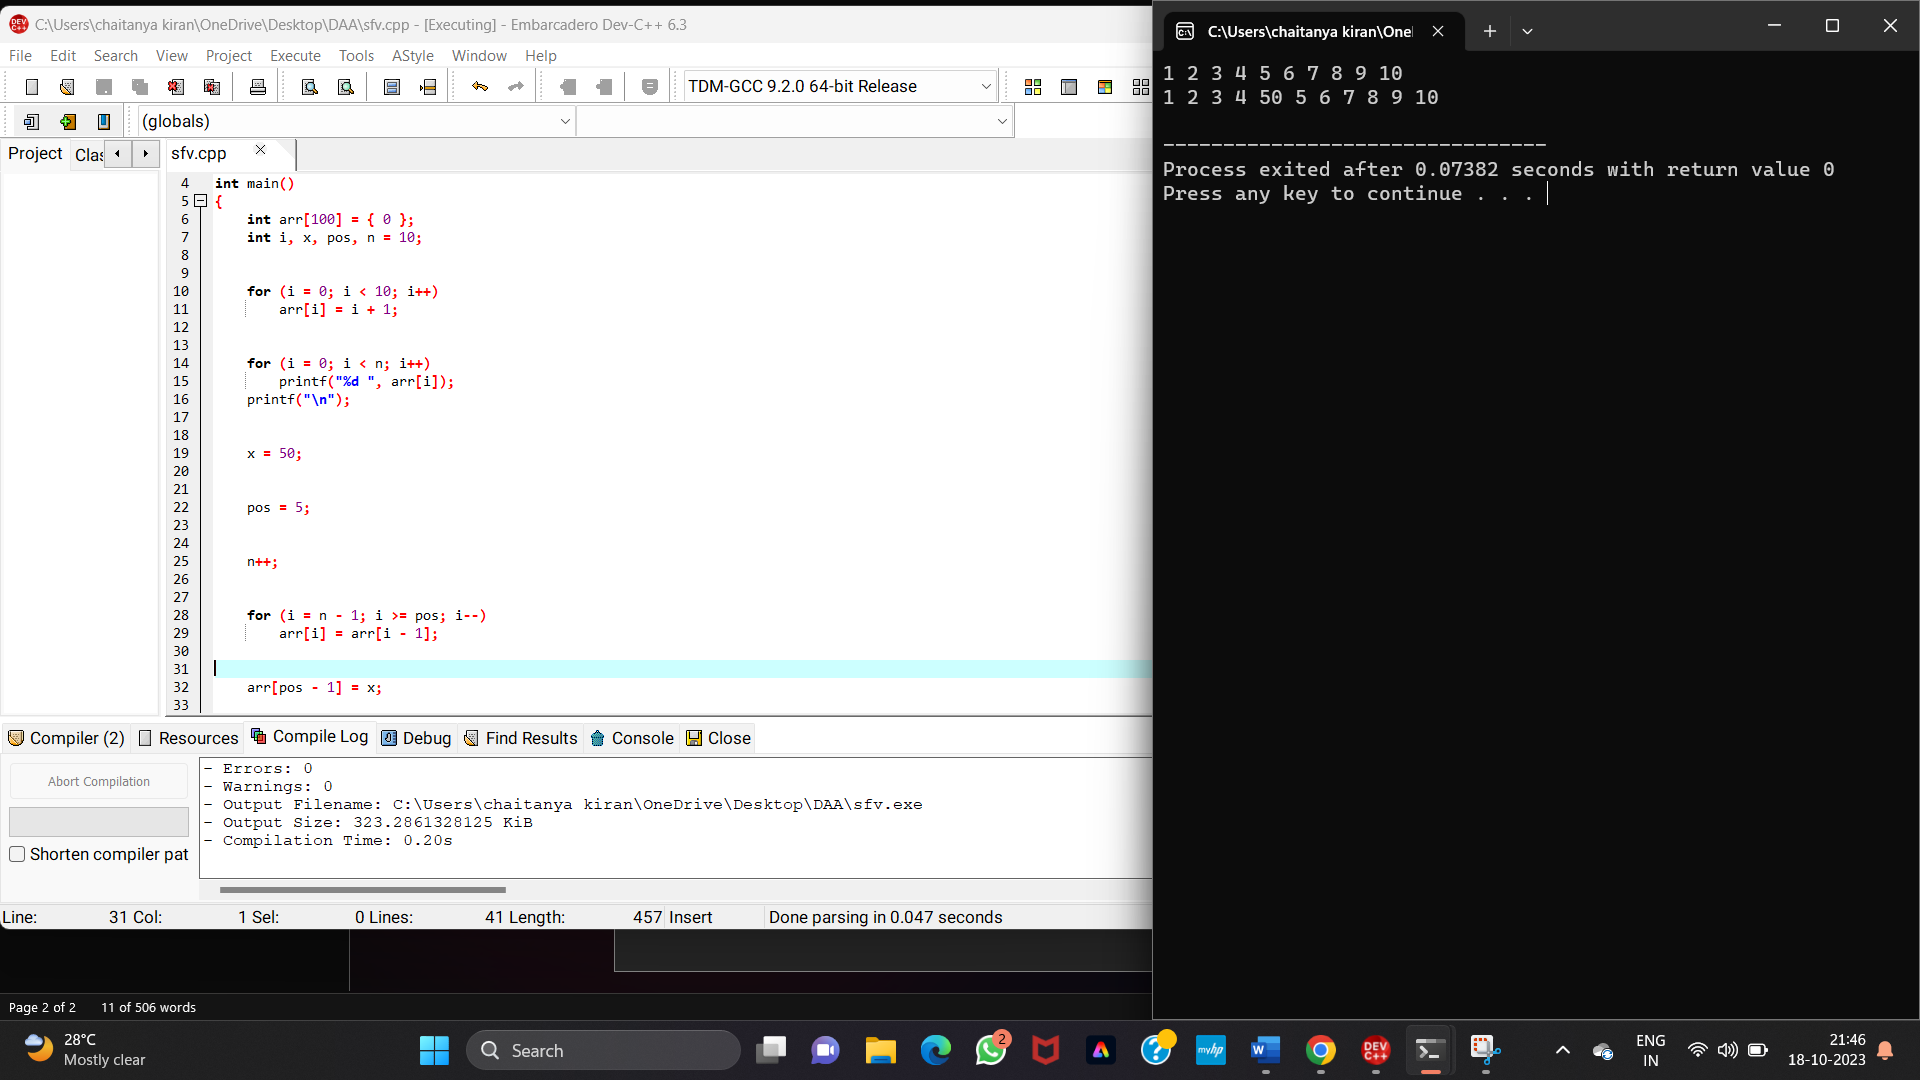 C:\Users\chaitanya kiran\OneDrive\Desktop\DAA\sfv.cpp - [Executing] - Embarcadero Dev-C++ 6.3
File Edit Search View Project Execute Tools AStyle Window Help
TDM-GCC 9.2.0 64-bit Release
(globals)
Project Clas sfv.cpp
4 int main()
5 {
6 int arr[100] = { 0 };
7 int i, x, pos, n = 10;
8
9
10 for (i = 0; i < 10; i++)
11 arr[i] = i + 1;
12
13
14 for (i = 0; i < n; i++)
15 printf("%d ", arr[i]);
16 printf("\n");
17
18
19 x = 50;
20
21
22 pos = 5;
23
24
25 n++;
26
27
28 for (i = n - 1; i >= pos; i--)
29 arr[i] = arr[i - 1];
30
31
32 arr[pos - 1] = x;
33
Compiler (2) Resources Compile Log Debug Find Results Console Close
Abort Compilation
Shorten compiler pat
- Errors: 0
- Warnings: 0
- Output Filename: C:\Users\chaitanya kiran\OneDrive\Desktop\DAA\sfv.exe
- Output Size: 323.2861328125 KiB
- Compilation Time: 0.20s
Line: 31 Col: 1 Sel: 0 Lines: 41 Length: 457 Insert Done parsing in 0.047 seconds
C:\Users\chaitanya kiran\One
1 2 3 4 5 6 7 8 9 10
1 2 3 4 50 5 6 7 8 9 10
--------------------------------
Process exited after 0.07382 seconds with return value 0
Press any key to continue . . .
Page 2 of 2 11 of 506 words
28°C
Mostly clear
Search
2
myhp
DEV
C++
ENG
IN
21:46
18-10-2023